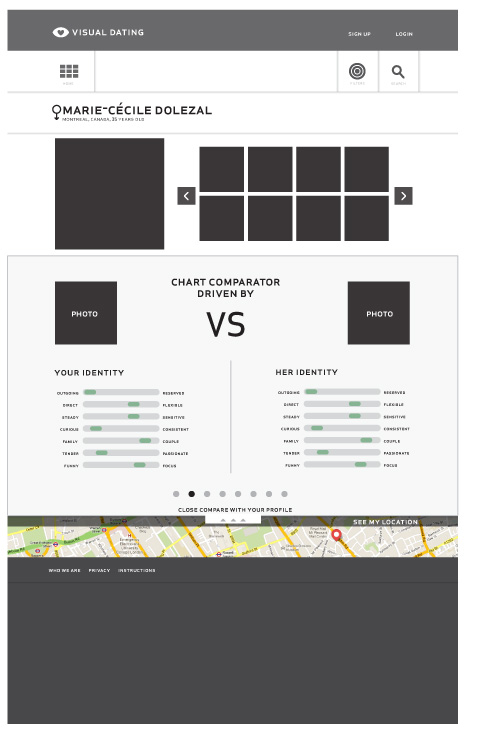 VISUAL DATING
SIGN UP
LOGIN
MARIE-CÉCILE DOLEZAL
MONTREAL, CANADA, 35 YEARS OLD
CHART COMPARATOR
DRIVEN BY
VS
PHOTO
PHOTO
YOUR IDENTITY
OUTGOING RESERVED
DIRECT FLEXIBLE
STEADY SENSITIVE
CURIOUS CONSISTENT
FAMILY COUPLE
TENDER PASSIONATE
FUNNY FOCUS
HER IDENTITY
OUTGOING RESERVED
DIRECT FLEXIBLE
STEADY SENSITIVE
CURIOUS CONSISTENT
FAMILY COUPLE
TENDER PASSIONATE
FUNNY FOCUS
CLOSE COMPARE WITH YOUR PROFILE
SEE MY LOCATION
WHO WE ARE PRIVACY INSTRUCTIONS